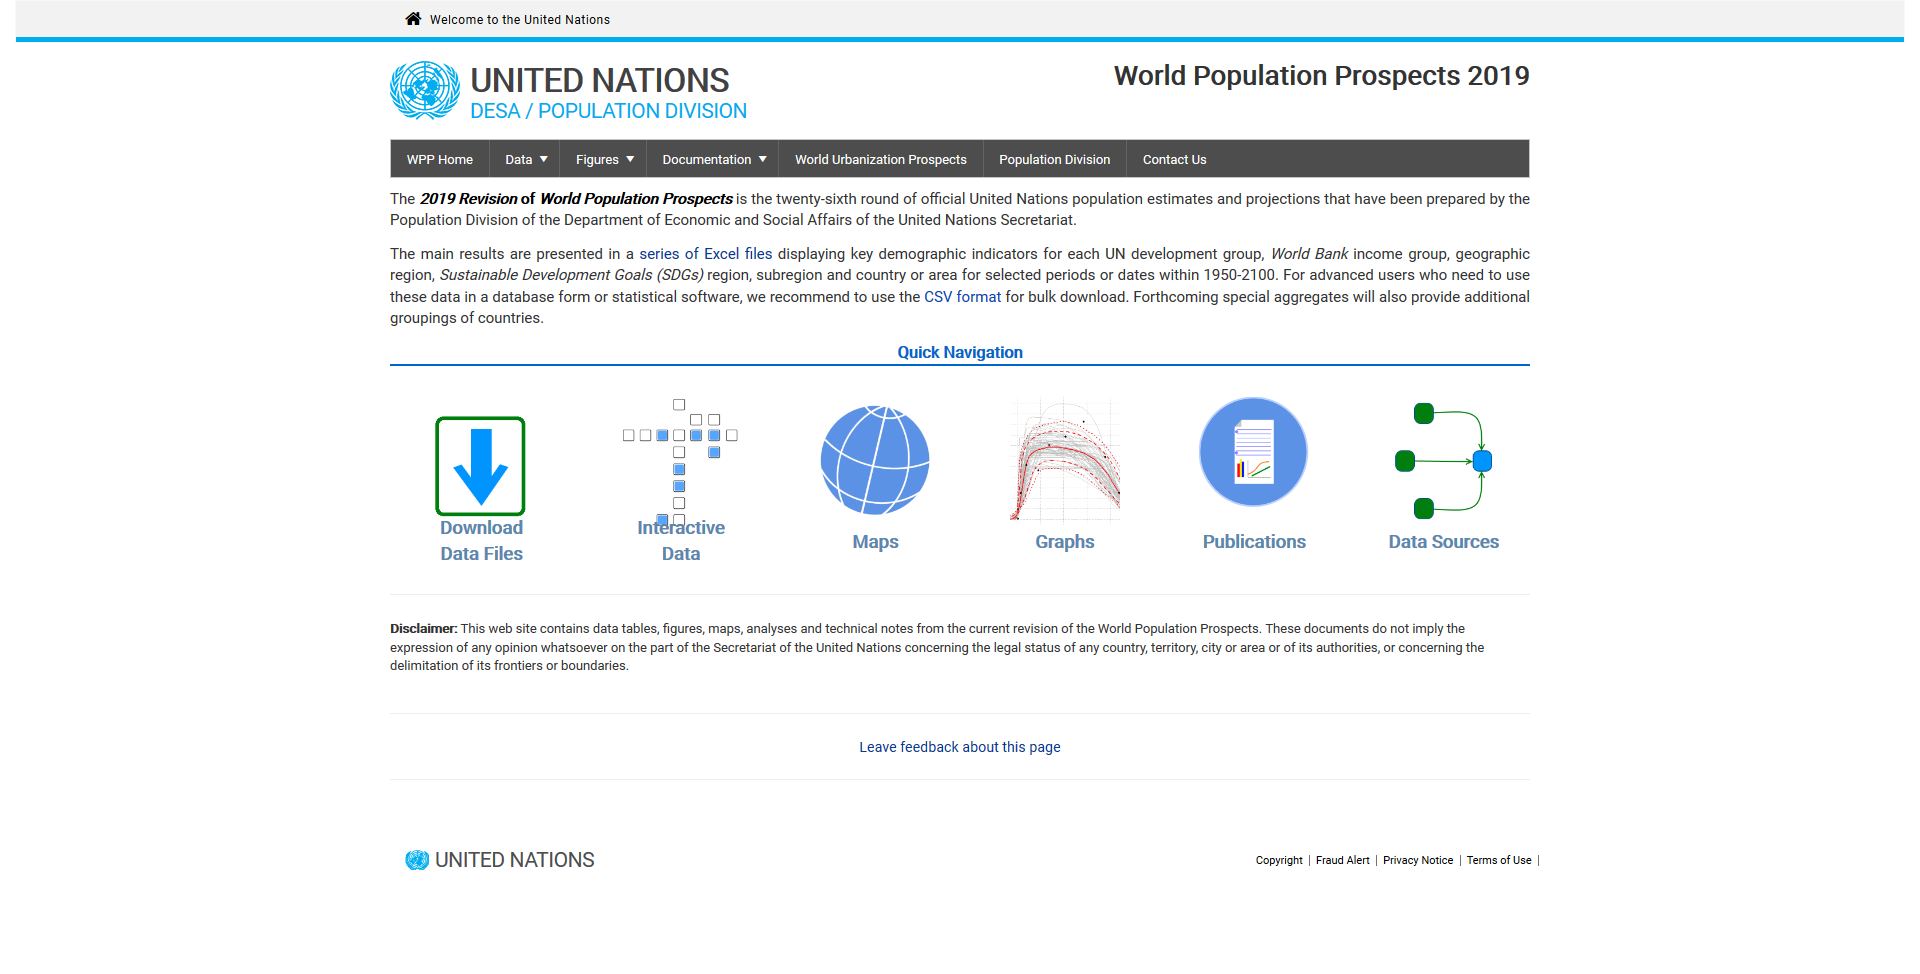 Welcome to the United Nations
UNITED NATIONS
DESA / POPULATION DIVISION
World Population Prospects 2019
WPP Home Data Figures Documentation World Urbanization Prospects Population Division Contact Us
The 2019 Revision of World Population Prospects is the twenty-sixth round of official United Nations population estimates and projections that have been prepared by the
Population Division of the Department of Economic and Social Affairs of the United Nations Secretariat.
The main results are presented in a series of Excel files displaying key demographic indicators for each UN development group, World Bank income group, geographic
region, Sustainable Development Goals (SDGs) region, subregion and country or area for selected periods or dates within 1950-2100. For advanced users who need to use
these data in a database form or statistical software, we recommend to use the CSV format for bulk download. Forthcoming special aggregates will also provide additional
groupings of countries.
Quick Navigation
Download
Data Files
Interactive
Data
Maps
Graphs
Publications
Data Sources
Disclaimer: This web site contains data tables, figures, maps, analyses and technical notes from the current revision of the World Population Prospects. These documents do not imply the
expression of any opinion whatsoever on the part of the Secretariat of the United Nations concerning the legal status of any country, territory, city or area or of its authorities, or concerning the
delimitation of its frontiers or boundaries.
Leave feedback about this page
UNITED NATIONS
Copyright | Fraud Alert | Privacy Notice | Terms of Use |